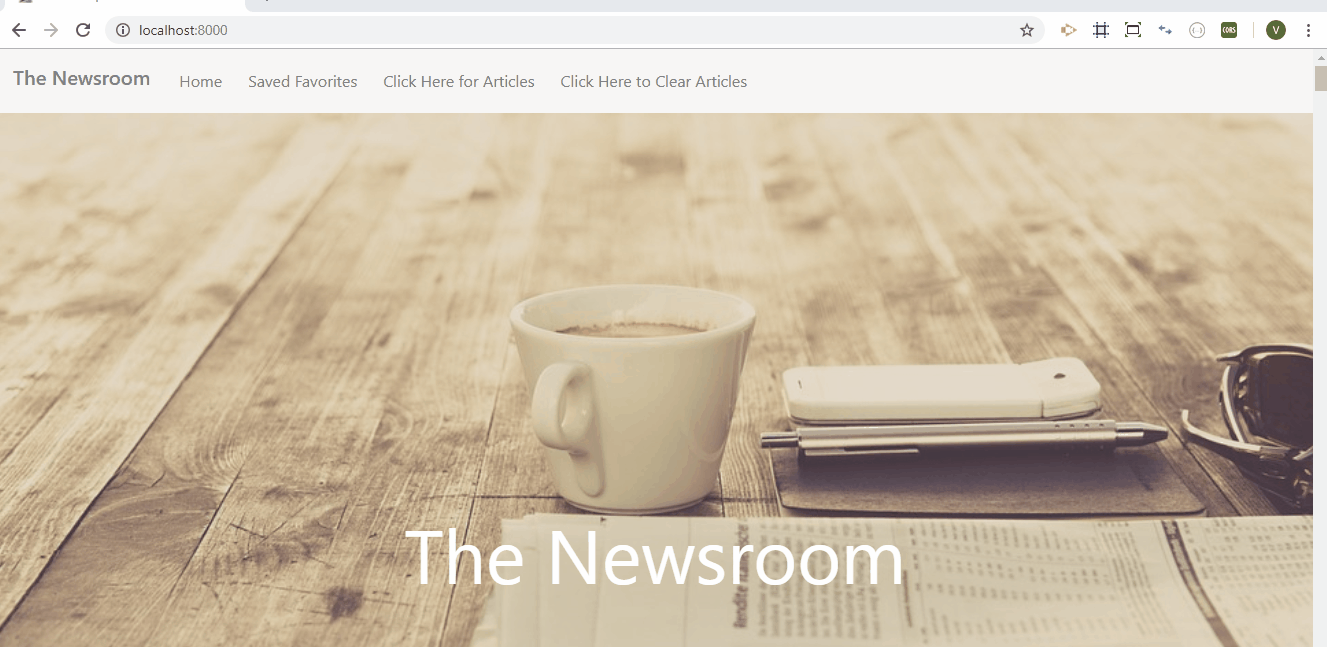 localhost:8000
CORS
V
The Newsroom Home Saved Favorites Click Here for Articles Click Here to Clear Articles
The Newsroom
Rendite